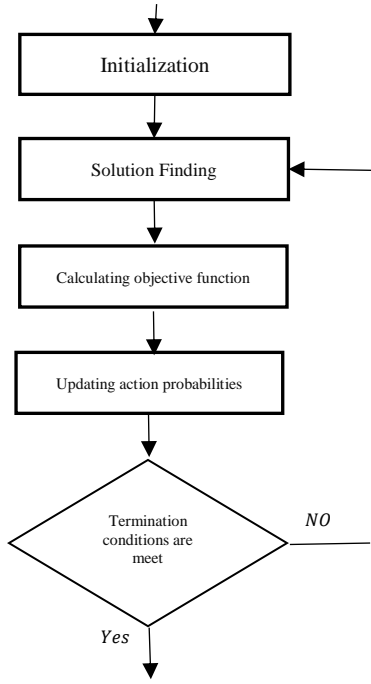 Initialization
Solution Finding
Calculating objective function
Updating action probabilities
Termination
conditions are
meet
NO
Yes